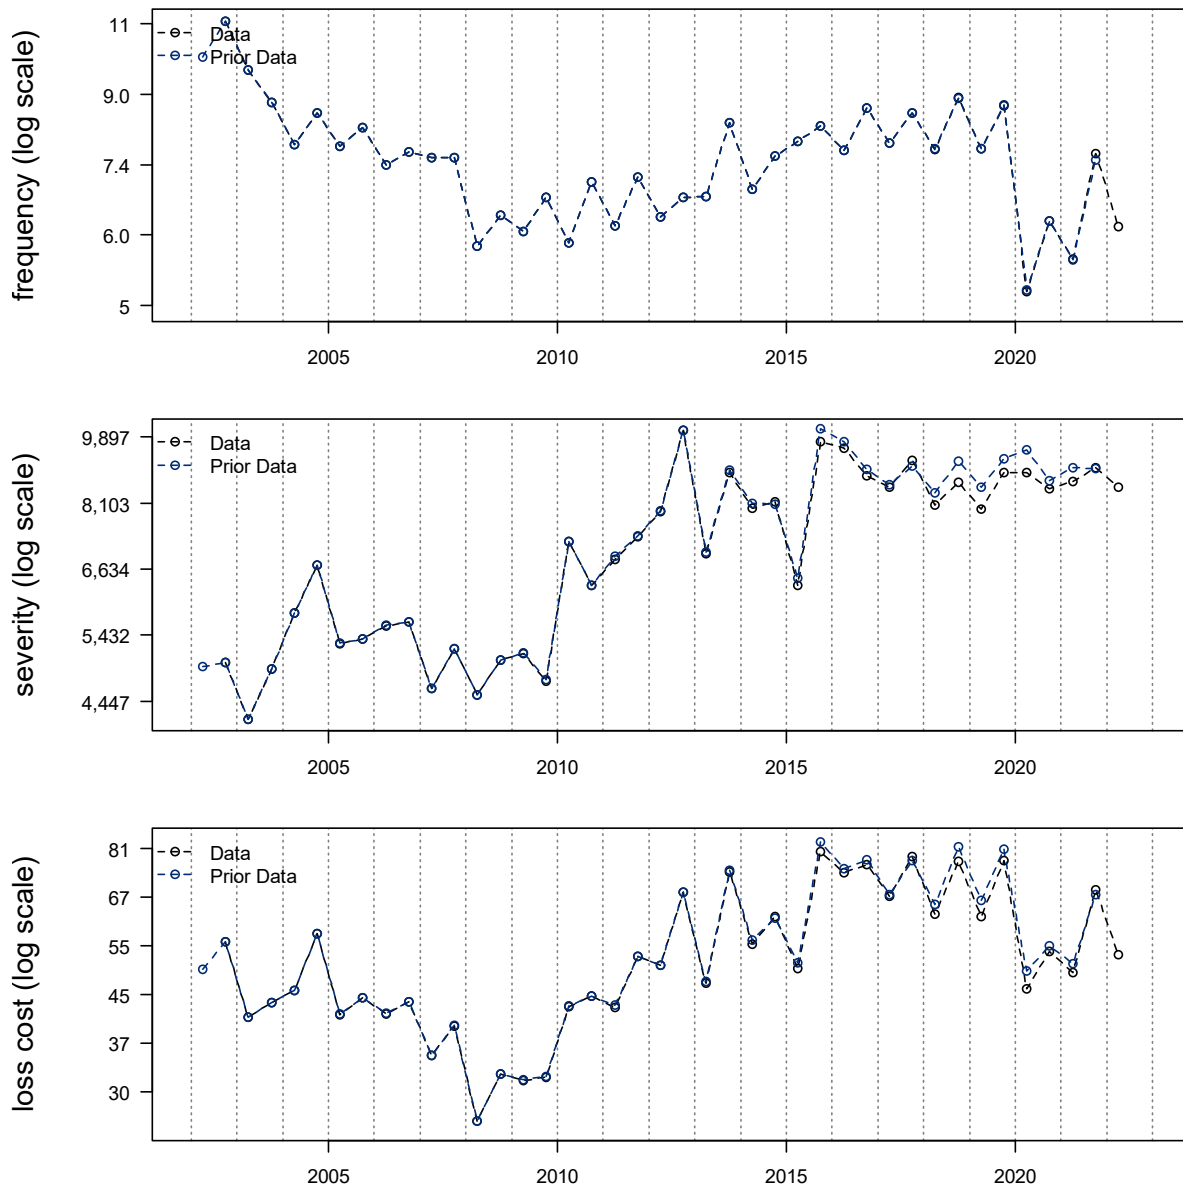 frequency (log scale)
11
9.0
7.4
6.0
5
Data
Prior Data
2005 2010 2015 2020
severity (log scale)
9,897
8,103
6,634
5,432
4,447
Data
Prior Data
2005 2010 2015 2020
loss cost (log scale)
81
67
55
45
37
30
Data
Prior Data
2005 2010 2015 2020